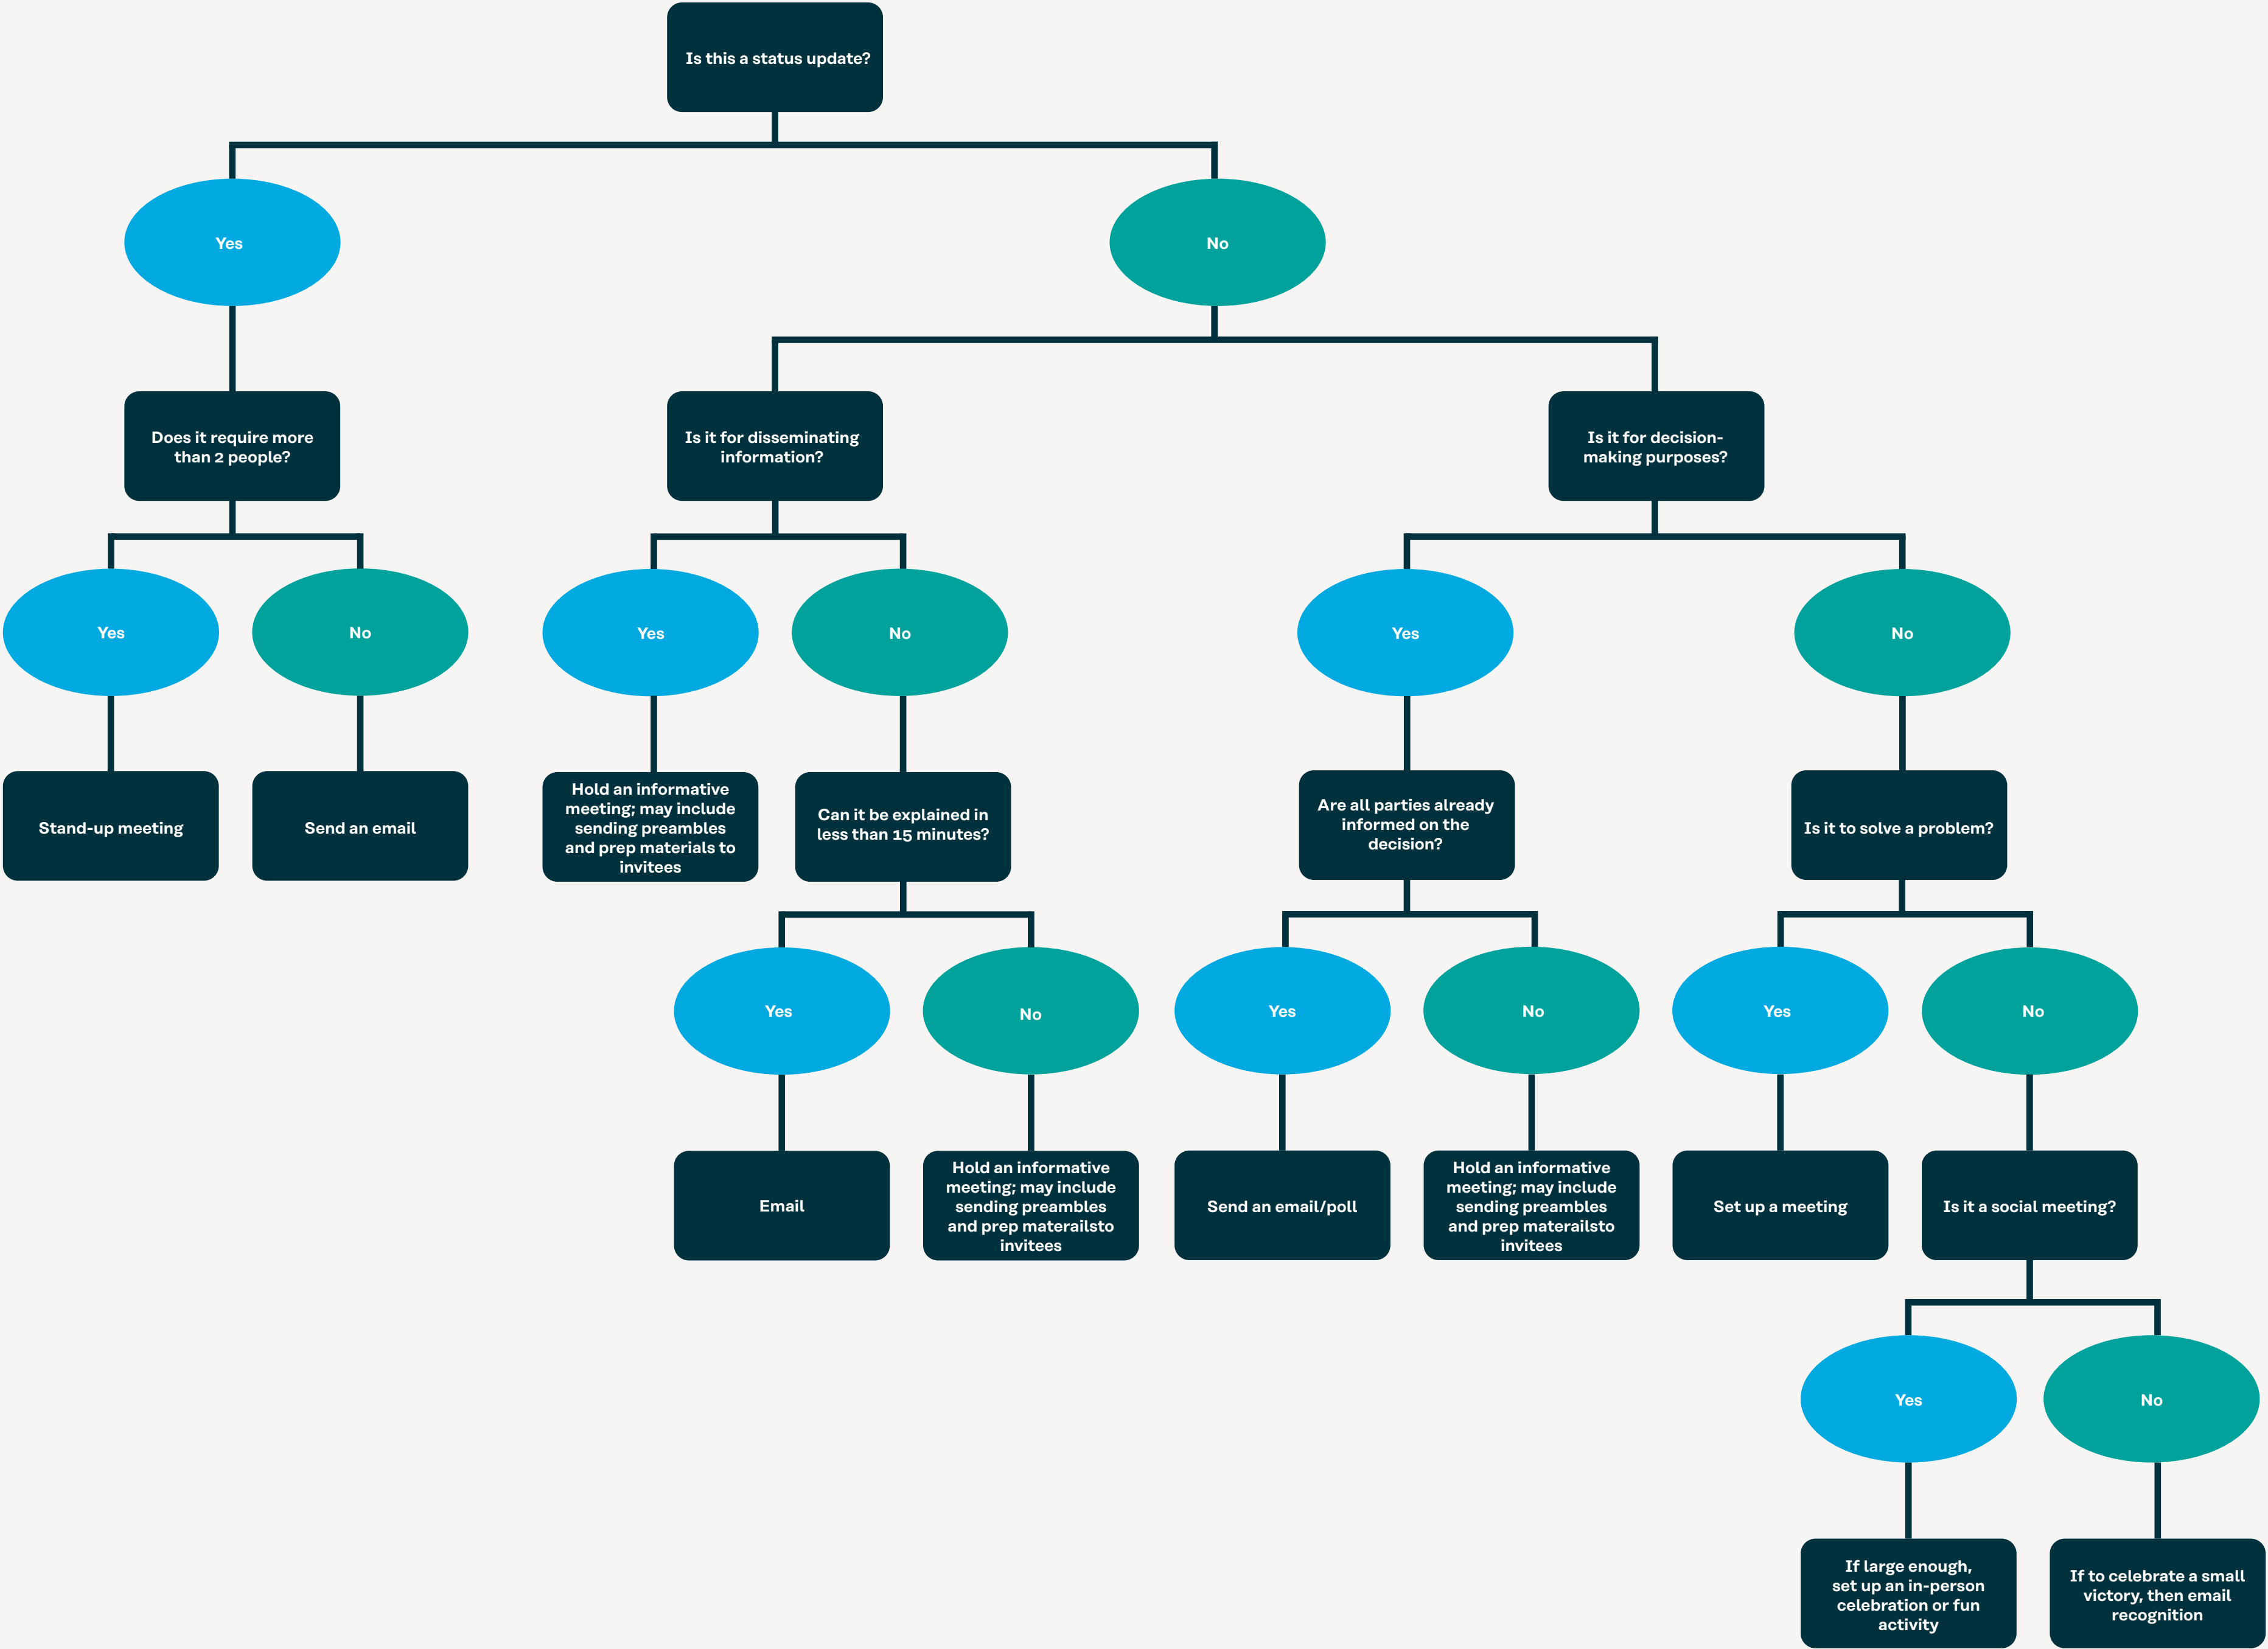 Is this a status update?
Yes
No
Does it require more
than 2 people?
Is it for disseminating
information?
Is it for decision-
making purposes?
Yes
No
Yes
No
Yes
No
Stand-up meeting
Send an email
Hold an informative
meeting; may include
sending preambles
and prep materials to
invitees
Can it be explained in
less than 15 minutes?
Are all parties already
informed on the
decision?
Is it to solve a problem?
Yes
No
Yes
No
Yes
No
Email
Hold an informative
meeting; may include
sending preambles
and prep materailsto
invitees
Send an email/poll
Hold an informative
meeting; may include
sending preambles
and prep materailsto
invitees
Set up a meeting
Is it a social meeting?
Yes
No
If large enough,
set up an in-person
celebration or fun
activity
If to celebrate a small
victory, then email
recognition